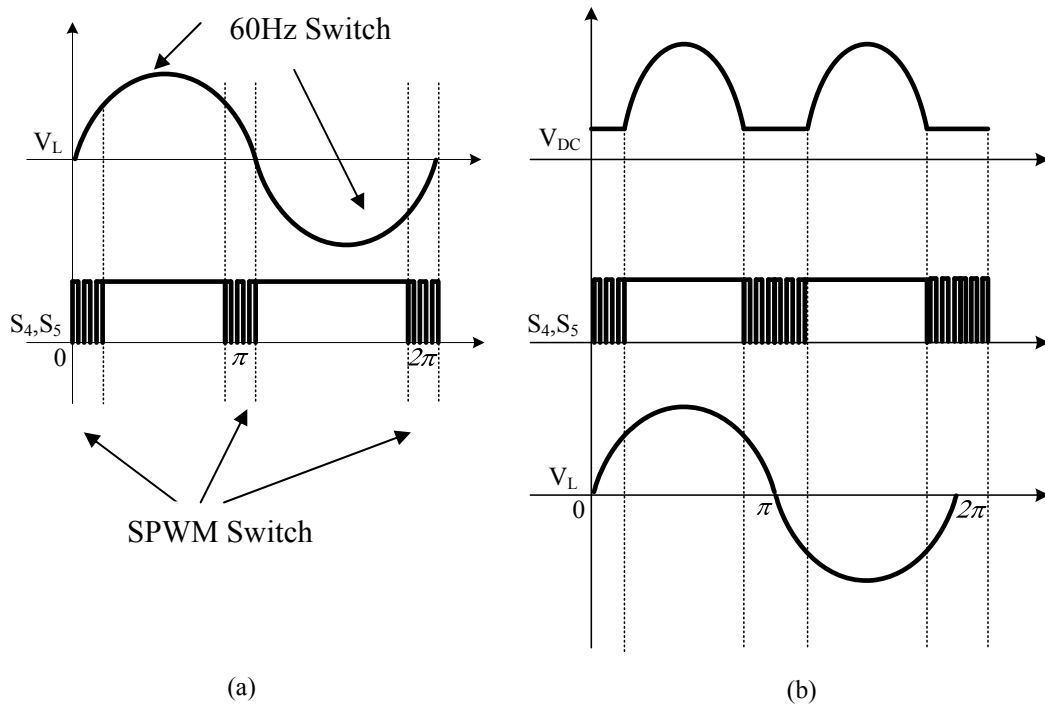 60Hz Switch
V_L
S_4,S_5
0
π
2π
SPWM Switch
(a)
V_DC
S_4,S_5
V_L
0
π
2π
(b)